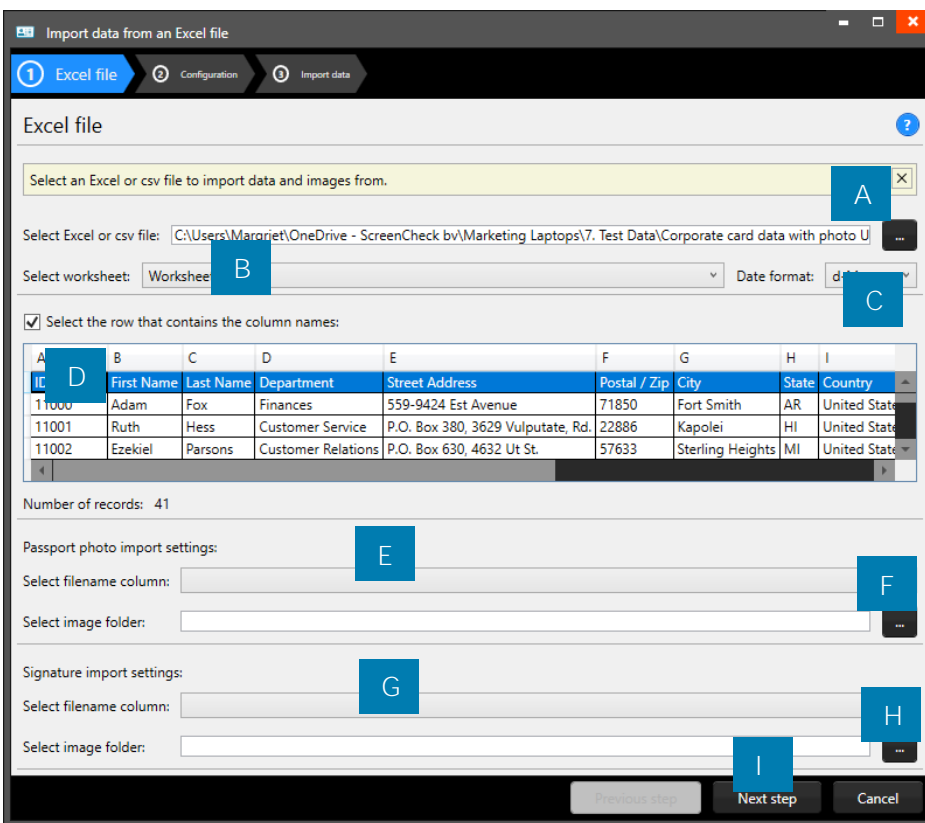 Import data from an Excel file
1 Excel file 2 Configuration 3 Import data
Excel file ?
Select an Excel or csv file to import data and images from.
A
Select Excel or csv file: C:\Users\Margriet\OneDrive - ScreenCheck bv\Marketing Laptops\7. Test Data\Corporate card data with photo U ...
B
Select worksheet: Workshee Date format:
C
Select the row that contains the column names:
A B C D E F G H I
D
ID First Name Last Name Department Street Address Postal / Zip City State Country
11000 Adam Fox Finances 559-9424 Est Avenue 71850 Fort Smith AR United State
11001 Ruth Hess Customer Service P.O. Box 380, 3629 Vulputate, Rd. 22886 Kapolei HI United State
11002 Ezekiel Parsons Customer Relations P.O. Box 630, 4632 Ut St. 57633 Sterling Heights MI United State
Number of records: 41
Passport photo import settings:
E
Select filename column:
F
Select image folder: ...
Signature import settings:
G
Select filename column:
H
Select image folder: ...
I
Previous step Next step Cancel